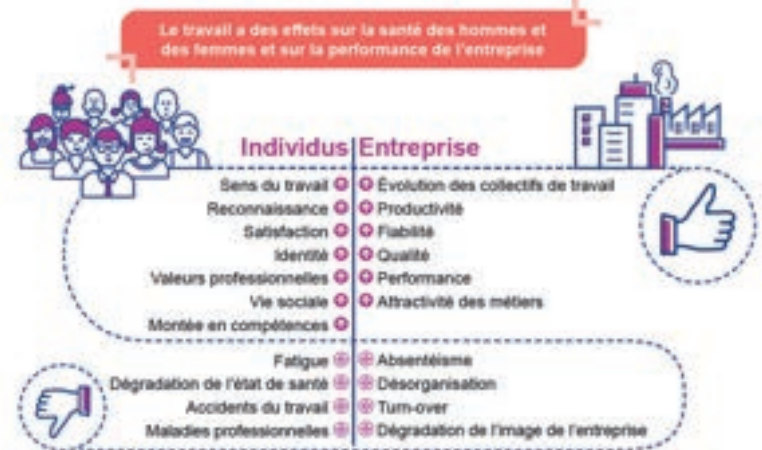 Le travail a des effets sur la santé des hommes et
des femmes et sur la performance de l'entreprise
Individus Entreprise
Sens du travail Évolution des collectifs de travail
Reconnaissance Productivité
Satisfaction Fiabilité
Identité Qualité
Valeurs professionnelles Performance
Vie sociale Attractivité des métiers
Montée en compétences
Fatigue Absentéisme
Dégradation de l'état de santé Désorganisation
Accidents du travail Turn-over
Maladies professionnelles Dégradation de l'image de l'entreprise